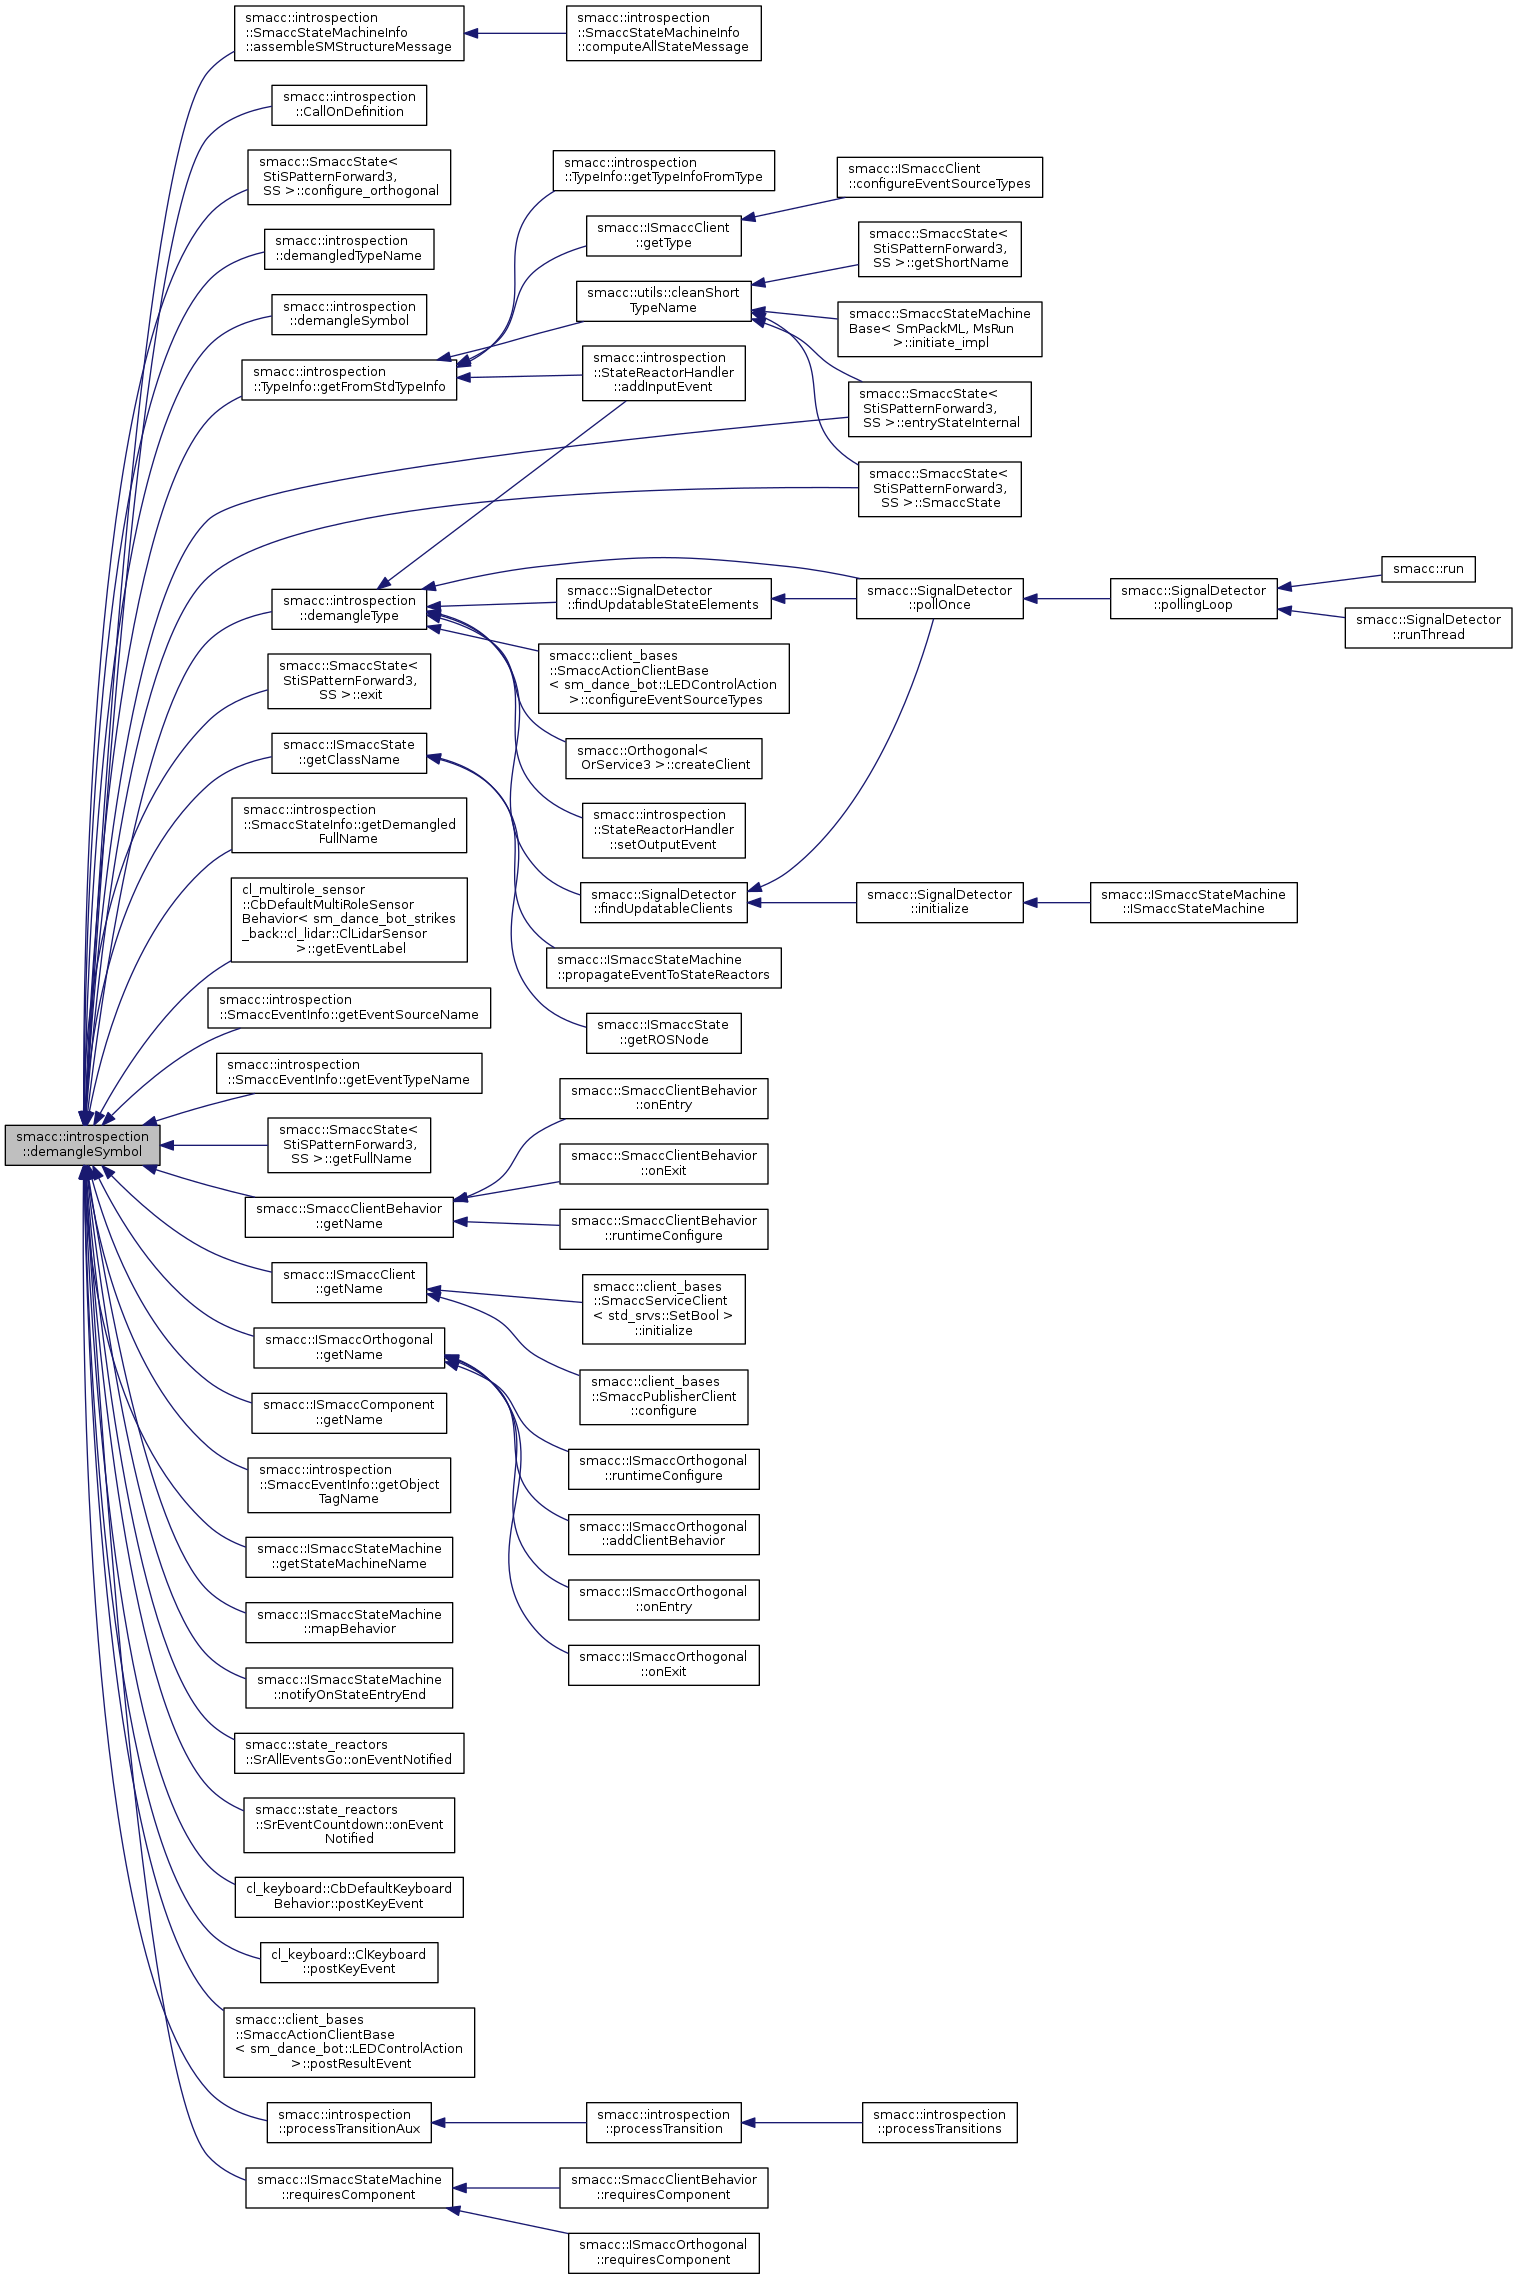 smacc::introspection
::SmaccStateMachineInfo
::assembleSMStructureMessage
smacc::introspection
::SmaccStateMachineInfo
::computeAllStateMessage
smacc::introspection
::CallOnDefinition
smacc::SmaccState<
StiSPatternForward3,
SS >::configure_orthogonal
smacc::introspection
::TypeInfo::getTypeInfoFromType
smacc::ISmaccClient
::configureEventSourceTypes
smacc::introspection
::demangledTypeName
smacc::ISmaccClient
::getType
smacc::SmaccState<
StiSPatternForward3,
SS >::getShortName
smacc::introspection
::demangleSymbol
smacc::utils::cleanShort
TypeName
smacc::SmaccStateMachine
Base< SmPackML, MsRun
>::initiate_impl
smacc::introspection
::TypeInfo::getFromStdTypeInfo
smacc::introspection
::StateReactorHandler
::addInputEvent
smacc::SmaccState<
StiSPatternForward3,
SS >::entryStateInternal
smacc::SmaccState<
StiSPatternForward3,
SS >::SmaccState
smacc::introspection
::demangleType
smacc::SignalDetector
::findUpdatableStateElements
smacc::SignalDetector
::pollOnce
smacc::SignalDetector
::pollingLoop
smacc::run
smacc::SignalDetector
::runThread
smacc::client_bases
::SmaccActionClientBase
< sm_dance_bot::LEDControlAction
>::configureEventSourceTypes
smacc::SmaccState<
StiSPatternForward3,
SS >::exit
smacc::ISmaccState
::getClassName
smacc::Orthogonal<
OrService3 >::createClient
smacc::introspection
::SmaccStateInfo::getDemangled
FullName
smacc::introspection
::StateReactorHandler
::setOutputEvent
cl_multirole_sensor
::CbDefaultMultiRoleSensor
Behavior< sm_dance_bot_strikes
_back::cl_lidar::ClLidarSensor
>::getEventLabel
smacc::SignalDetector
::findUpdatableClients
smacc::SignalDetector
::initialize
smacc::ISmaccStateMachine
::ISmaccStateMachine
smacc::ISmaccStateMachine
::propagateEventToStateReactors
smacc::introspection
::SmaccEventInfo::getEventSourceName
smacc::ISmaccState
::getROSNode
smacc::introspection
::SmaccEventInfo::getEventTypeName
smacc::SmaccClientBehavior
::onEntry
smacc::introspection
::demangleSymbol
smacc::SmaccState<
StiSPatternForward3,
SS >::getFullName
smacc::SmaccClientBehavior
::onExit
smacc::SmaccClientBehavior
::getName
smacc::SmaccClientBehavior
::runtimeConfigure
smacc::ISmaccClient
::getName
smacc::client_bases
::SmaccServiceClient
< std_srvs::SetBool >
::initialize
smacc::ISmaccOrthogonal
::getName
smacc::client_bases
::SmaccPublisherClient
::configure
smacc::ISmaccComponent
::getName
smacc::ISmaccOrthogonal
::runtimeConfigure
smacc::introspection
::SmaccEventInfo::getObject
TagName
smacc::ISmaccOrthogonal
::addClientBehavior
smacc::ISmaccStateMachine
::getStateMachineName
smacc::ISmaccOrthogonal
::onEntry
smacc::ISmaccStateMachine
::mapBehavior
smacc::ISmaccOrthogonal
::onExit
smacc::ISmaccStateMachine
::notifyOnStateEntryEnd
smacc::state_reactors
::SrAllEventsGo::onEventNotified
smacc::state_reactors
::SrEventCountdown::onEvent
Notified
cl_keyboard::CbDefaultKeyboard
Behavior::postKeyEvent
cl_keyboard::ClKeyboard
::postKeyEvent
smacc::client_bases
::SmaccActionClientBase
< sm_dance_bot::LEDControlAction
>::postResultEvent
smacc::introspection
::processTransitionAux
smacc::introspection
::processTransition
smacc::introspection
::processTransitions
smacc::ISmaccStateMachine
::requiresComponent
smacc::SmaccClientBehavior
::requiresComponent
smacc::ISmaccOrthogonal
::requiresComponent